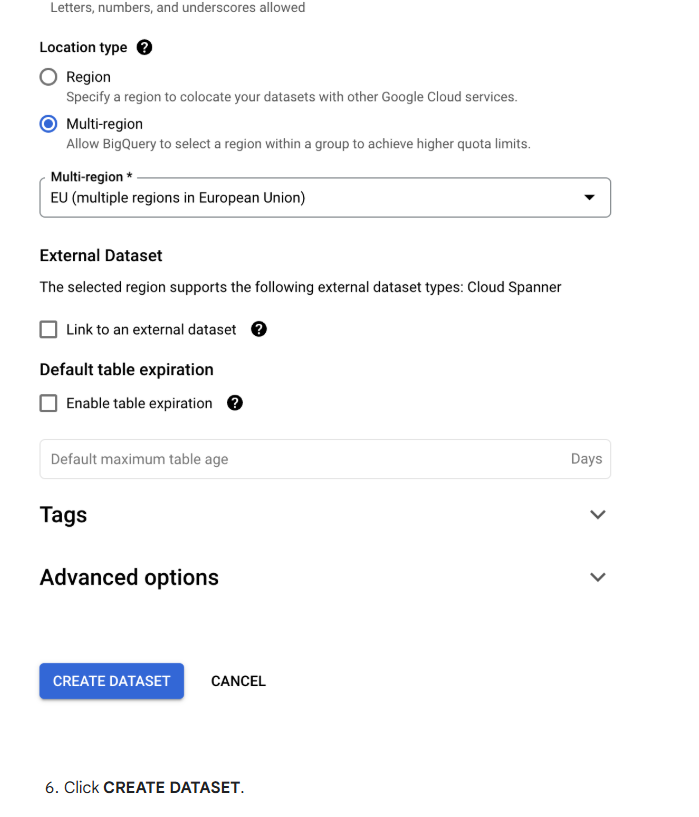 Letters, numbers, and underscores allowed
Location type ?
Region
Specify a region to colocate your datasets with other Google Cloud services.
Multi-region
Allow BigQuery to select a region within a group to achieve higher quota limits.
Multi-region *
EU (multiple regions in European Union)
External Dataset
The selected region supports the following external dataset types: Cloud Spanner
Link to an external dataset ?
Default table expiration
Enable table expiration ?
Default maximum table age Days
Tags
Advanced options
CREATE DATASET CANCEL
6. Click CREATE DATASET.